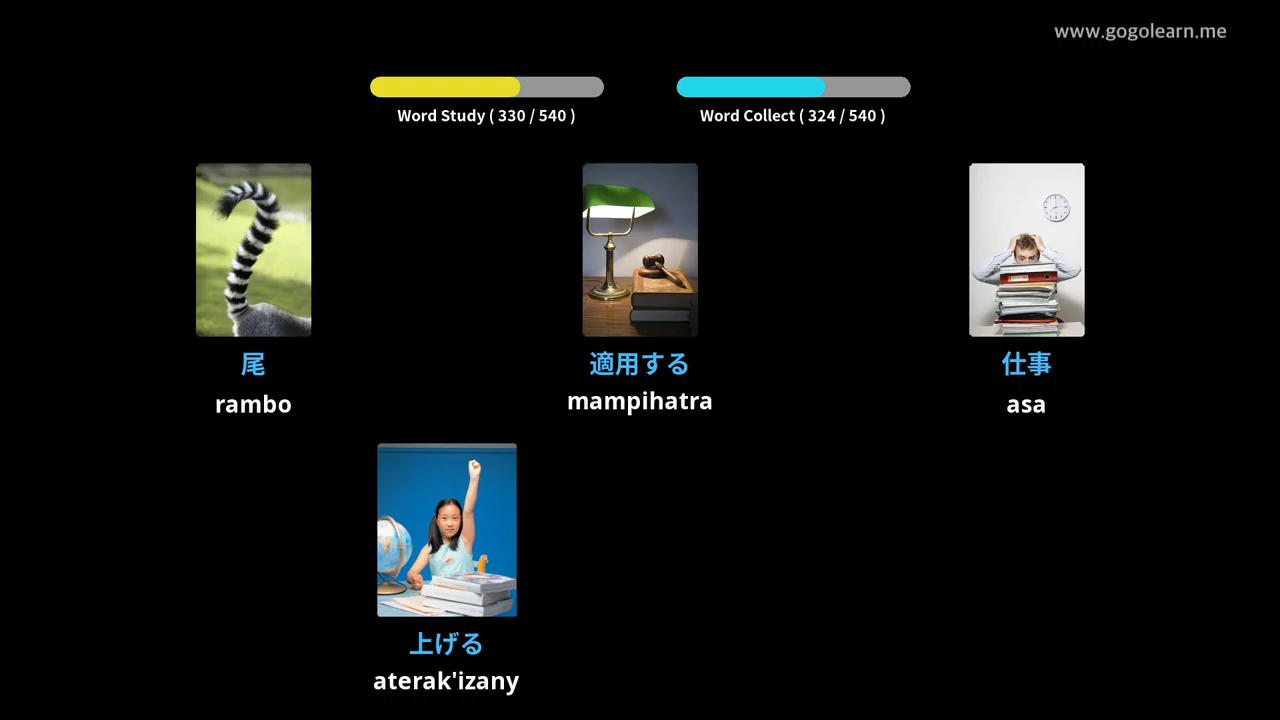 www.gogolearn.me
Word Study ( 330 / 540 )
Word Collect ( 324 / 540 )
尾
rambo
適用する
mampihatra
仕事
asa
上げる
aterak'izany